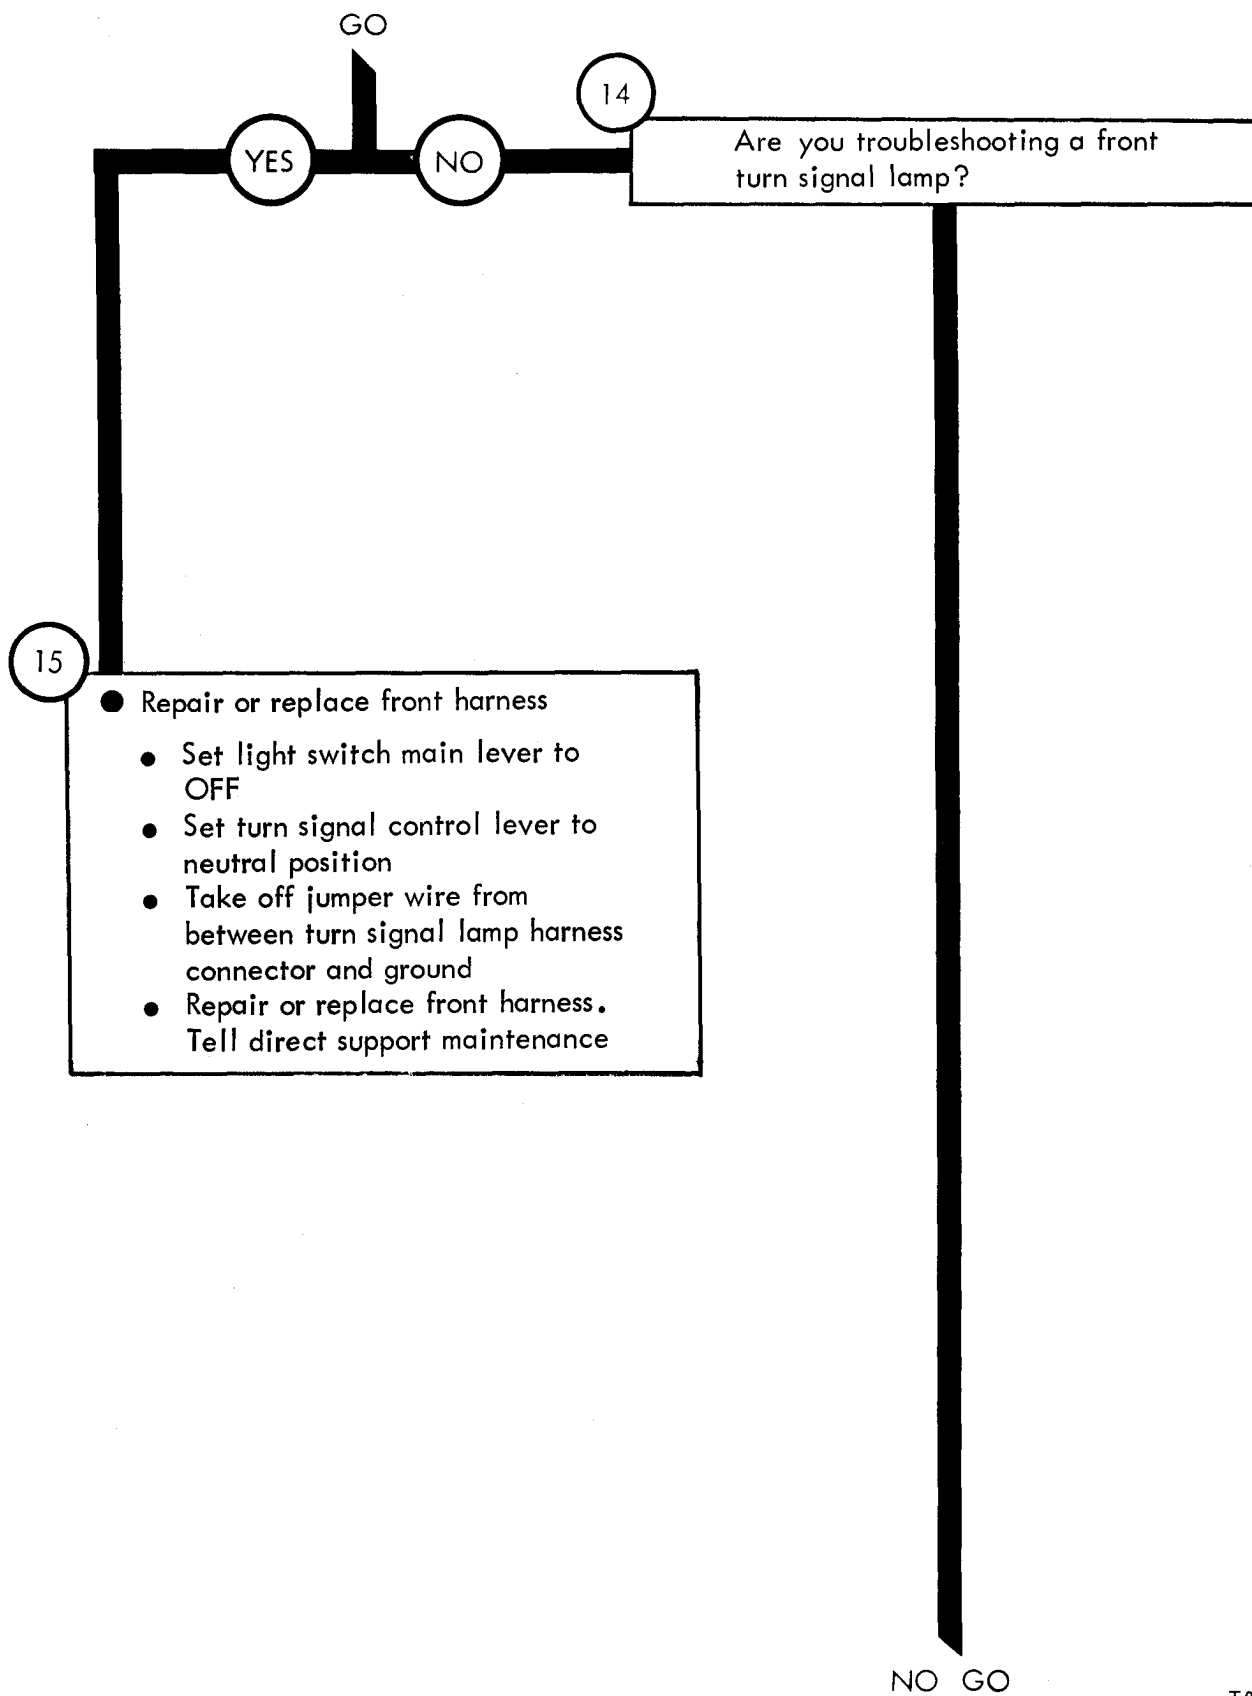 GO
14
YES
NO
Are you troubleshooting a front
turn signal lamp?
15
● Repair or replace front harness
● Set light switch main lever to
OFF
● Set turn signal control lever to
neutral position
● Take off jumper wire from
between turn signal lamp harness
connector and ground
● Repair or replace front harness.
Tell direct support maintenance
NO GO